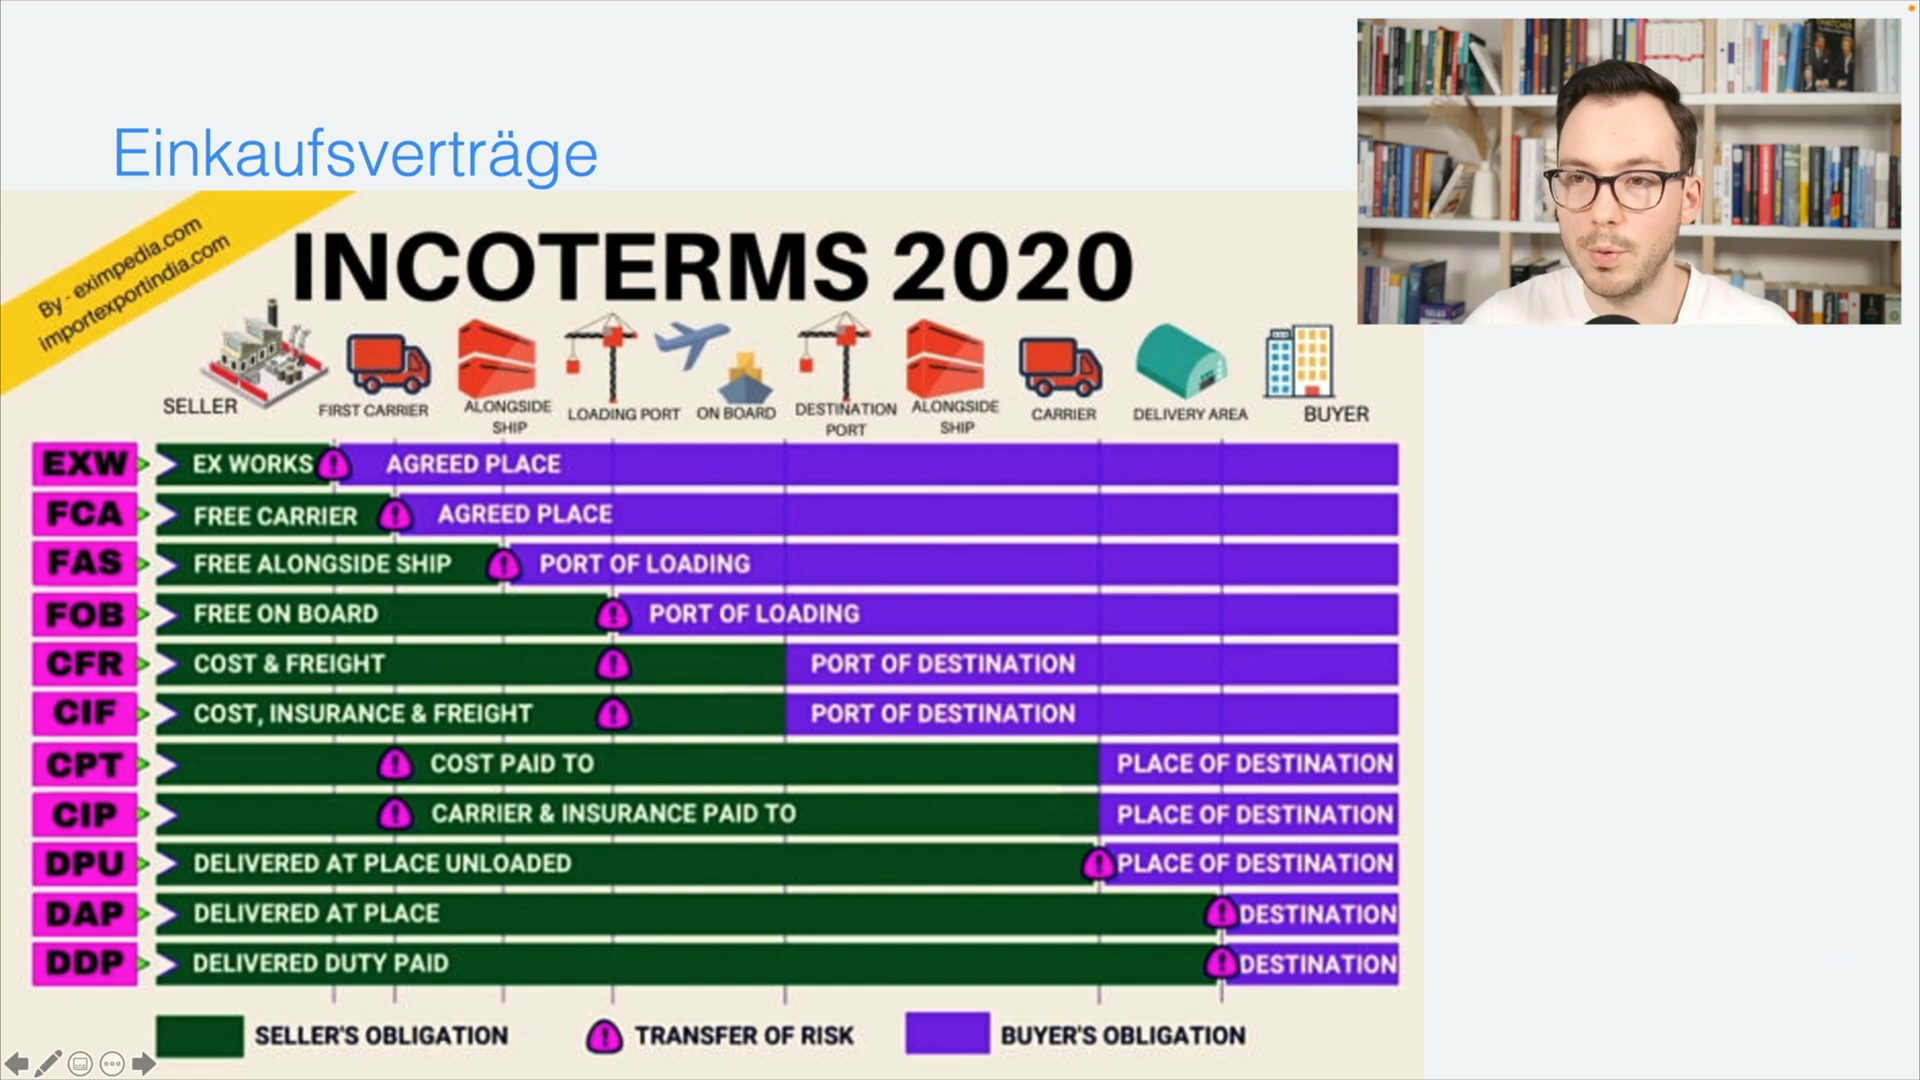 Einkaufsverträge
By - eximpedia.com
importexportindia.com
INCOTERMS 2020
SELLER
FIRST CARRIER
ALONGSIDE
SHIP
LOADING PORT
ON BOARD
DESTINATION
PORT
ALONGSIDE
SHIP
CARRIER
DELIVERY AREA
BUYER
EXW EX WORKS AGREED PLACE
FCA FREE CARRIER AGREED PLACE
FAS FREE ALONGSIDE SHIP PORT OF LOADING
FOB FREE ON BOARD PORT OF LOADING
CFR COST & FREIGHT PORT OF DESTINATION
CIF COST, INSURANCE & FREIGHT PORT OF DESTINATION
CPT COST PAID TO PLACE OF DESTINATION
CIP CARRIER & INSURANCE PAID TO PLACE OF DESTINATION
DPU DELIVERED AT PLACE UNLOADED PLACE OF DESTINATION
DAP DELIVERED AT PLACE DESTINATION
DDP DELIVERED DUTY PAID DESTINATION
SELLER'S OBLIGATION
TRANSFER OF RISK
BUYER'S OBLIGATION